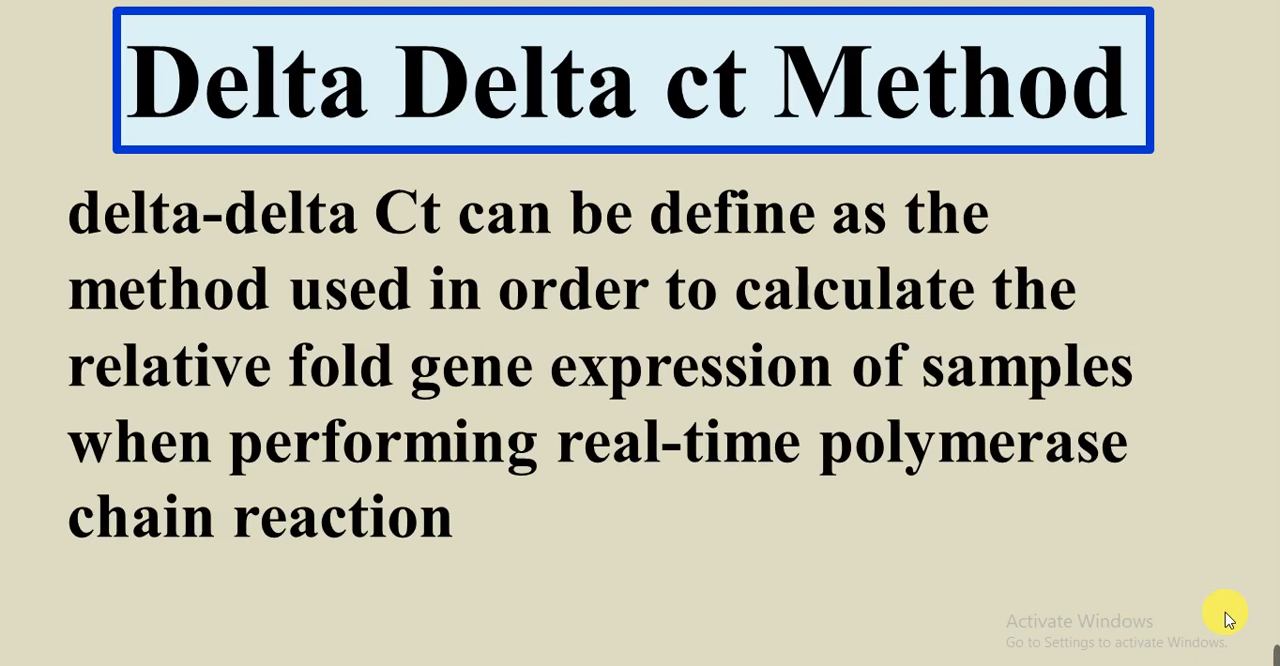 Delta Delta ct Method
delta-delta Ct can be define as the
method used in order to calculate the
relative fold gene expression of samples
when performing real-time polymerase
chain reaction
Activate Windows
Go to Settings to activate Windows.